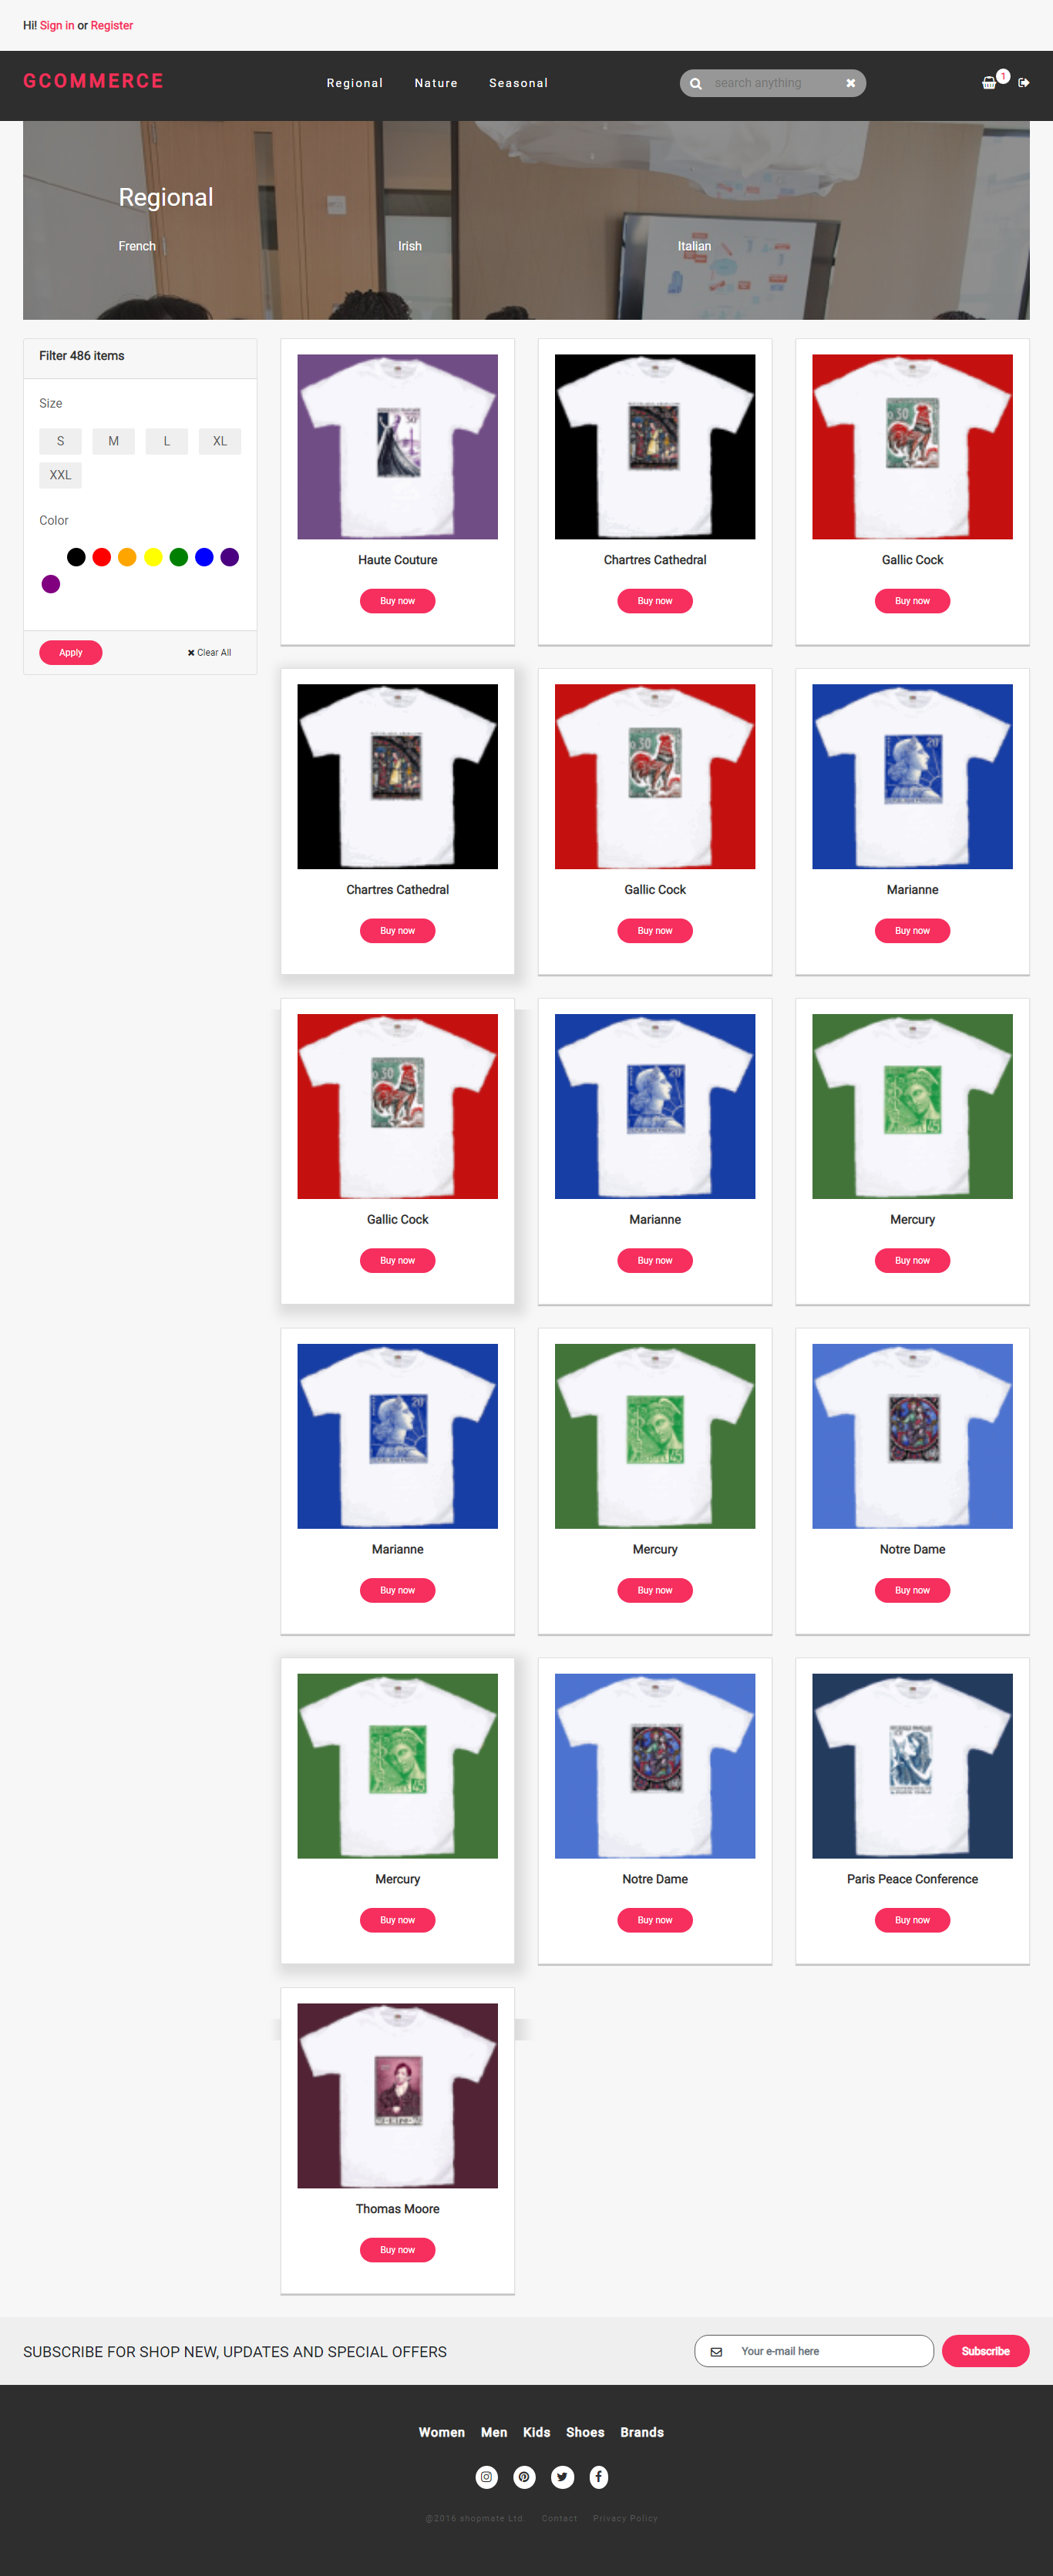 Hi! Sign in or Register
GCOMMERCE
Regional Nature Seasonal
search anything
1
Regional
French Irish Italian
Filter 486 items
Size
S M L XL
XXL
Color
Apply
Clear All
Haute Couture Chartres Cathedral Gallic Cock
Buy now Buy now Buy now
Chartres Cathedral Gallic Cock Marianne
Buy now Buy now Buy now
Gallic Cock Marianne Mercury
Buy now Buy now Buy now
Marianne Mercury Notre Dame
Buy now Buy now Buy now
Mercury Notre Dame Paris Peace Conference
Buy now Buy now Buy now
Thomas Moore
Buy now
SUBSCRIBE FOR SHOP NEW, UPDATES AND SPECIAL OFFERS
Your e-mail here
Subscribe
Women Men Kids Shoes Brands
@2016 shopmate Ltd. Contact Privacy Policy